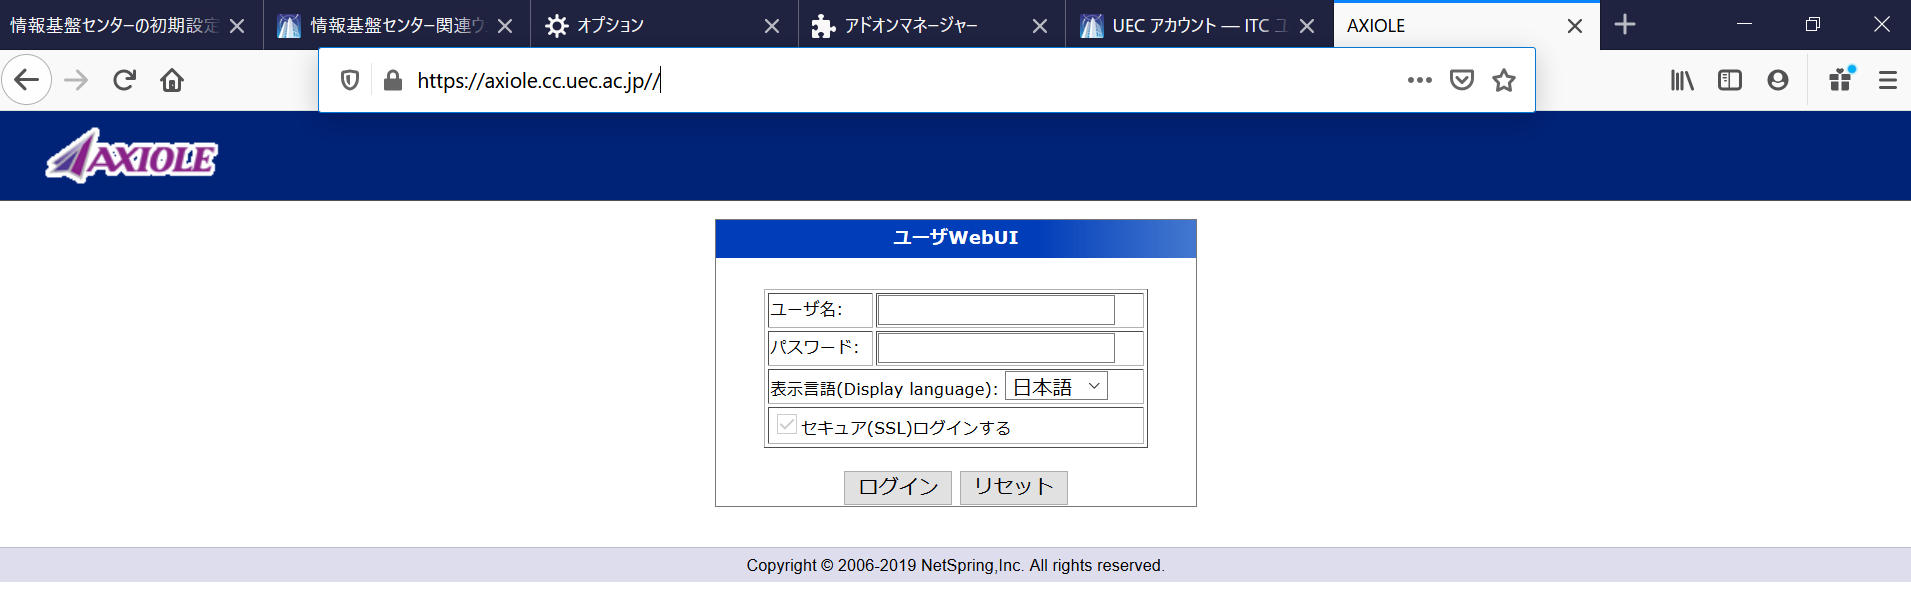 情報基盤センターの初期設定
情報基盤センター関連ウ
オプション
アドオンマネージャー
UEC アカウント — ITC ユ
AXIOLE
https://axiole.cc.uec.ac.jp//
AXIOLE
ユーザWebUI
ユーザ名:
パスワード:
表示言語(Display language): 日本語
セキュア(SSL)ログインする
ログイン リセット
Copyright © 2006-2019 NetSpring,Inc. All rights reserved.